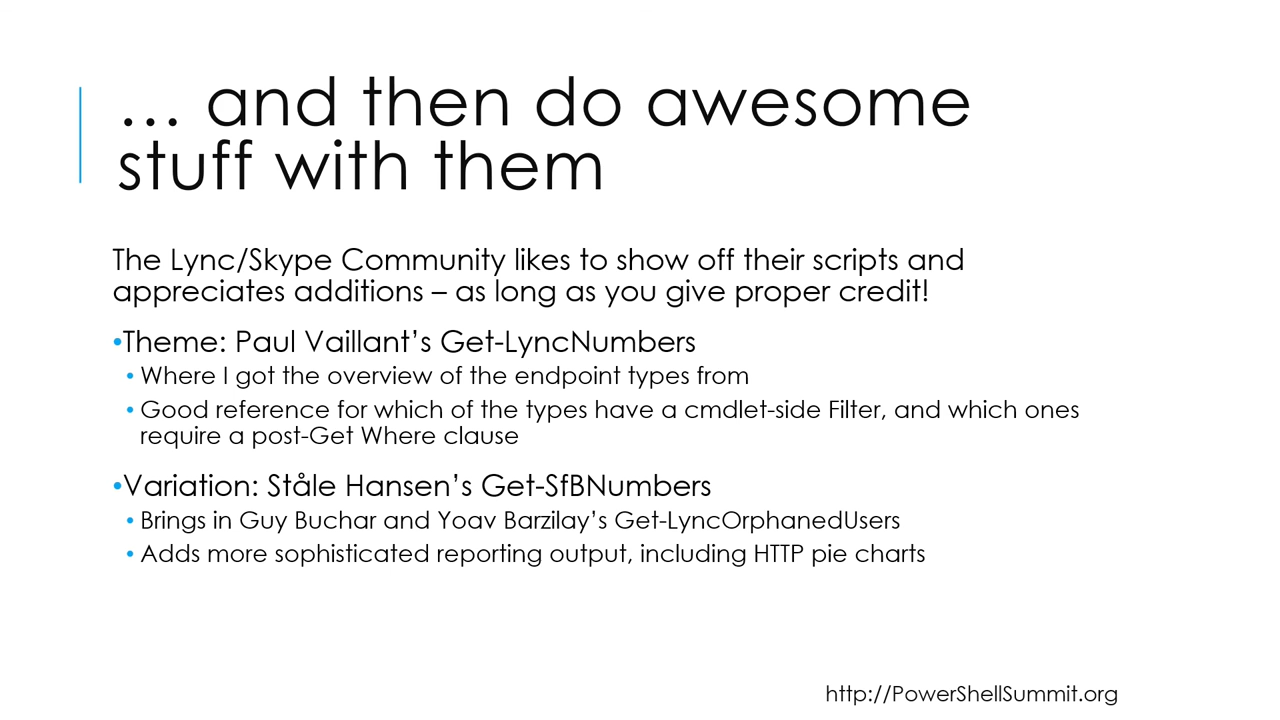 … and then do awesome
stuff with them
The Lync/Skype Community likes to show off their scripts and
appreciates additions – as long as you give proper credit!
•Theme: Paul Vaillant’s Get-LyncNumbers
• Where I got the overview of the endpoint types from
• Good reference for which of the types have a cmdlet-side Filter, and which ones
require a post-Get Where clause
•Variation: Ståle Hansen’s Get-SfBNumbers
• Brings in Guy Buchar and Yoav Barzilay’s Get-LyncOrphanedUsers
• Adds more sophisticated reporting output, including HTTP pie charts
http://PowerShellSummit.org